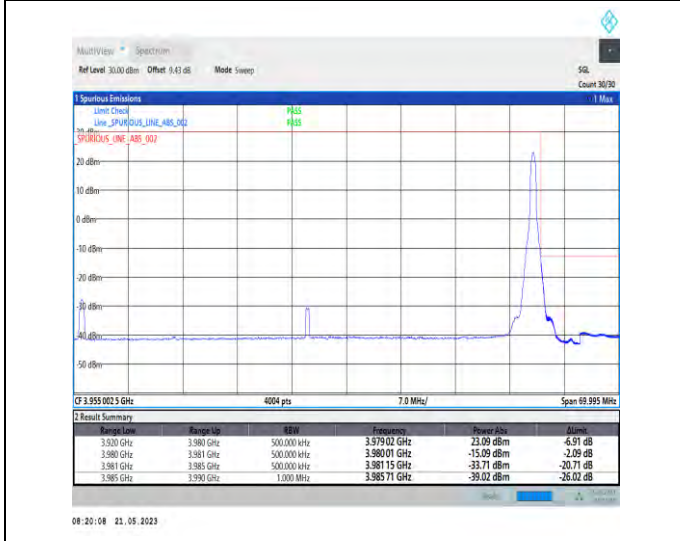 MultiView Spectrum
Ref Level 30.00 dBm Offset 9.43 dB Mode Sweep SGL
Count 30/30
1 Spurious Emissions 1 Max
Limit Check PASS
Line _SPURIOUS_LINE_ABS_002 PASS
30 dBm
_SPURIOUS_LINE_ABS_002
20 dBm
10 dBm
0 dBm
-10 dBm
-20 dBm
-30 dBm
-40 dBm
-50 dBm
CF 3.955 002 5 GHz 4004 pts 7.0 MHz/ Span 69.995 MHz
2 Result Summary
Range Low Range Up RBW Frequency Power Abs ΔLimit
3.920 GHz 3.980 GHz 500.000 kHz 3.979 02 GHz 23.09 dBm -6.91 dB
3.980 GHz 3.981 GHz 500.000 kHz 3.980 01 GHz -15.09 dBm -2.09 dB
3.981 GHz 3.985 GHz 500.000 kHz 3.981 15 GHz -33.71 dBm -20.71 dB
3.985 GHz 3.990 GHz 1.000 MHz 3.985 71 GHz -39.02 dBm -26.02 dB
08:20:08 21.05.2023